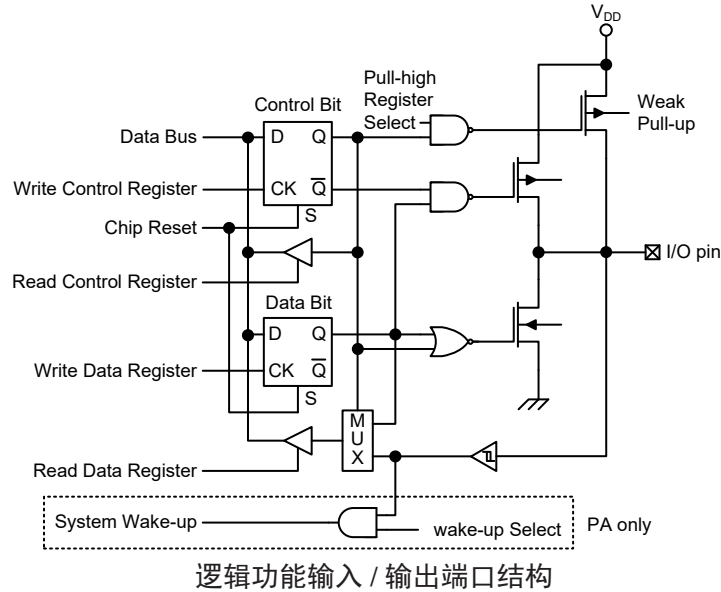 V_DD
Pull-high
Register
Select
Control Bit
Weak
Pull-up
Data Bus
D Q
Write Control Register
CK Q̅
S
Chip Reset
I/O pin
Read Control Register
Data Bit
D Q
Write Data Register
CK Q̅
S
M
U
X
Read Data Register
System Wake-up
wake-up Select
PA only
逻辑功能输入 / 输出端口结构